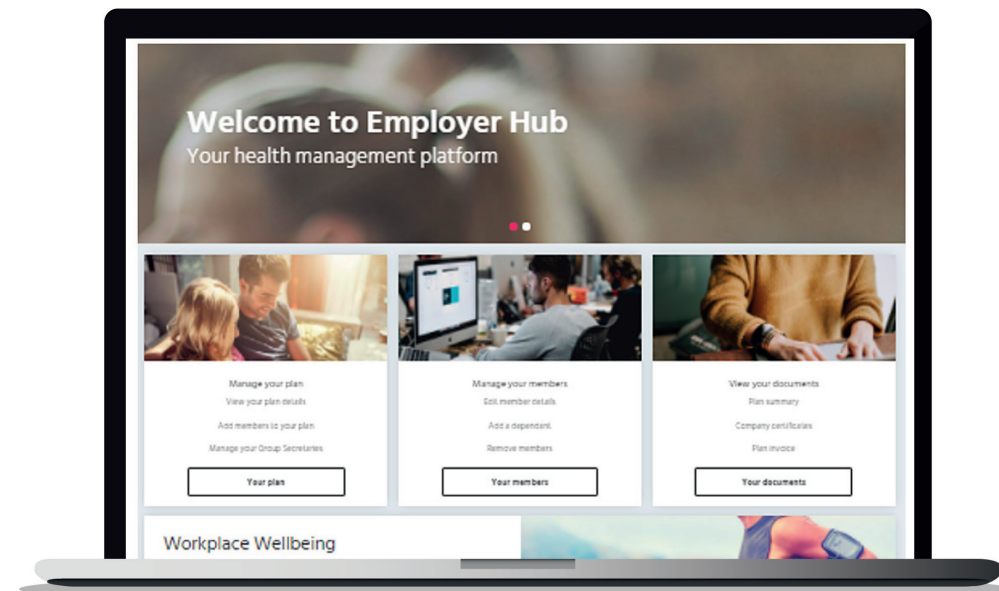 Welcome to Employer Hub
Your health management platform
Manage your plan
View your plan details
Add members to your plan
Manage your Group Secretaries
Your plan
Manage your members
Edit member details
Add a dependant
Remove members
Your members
View your documents
Plan summary
Company certificates
Plan invoice
Your documents
Workplace Wellbeing